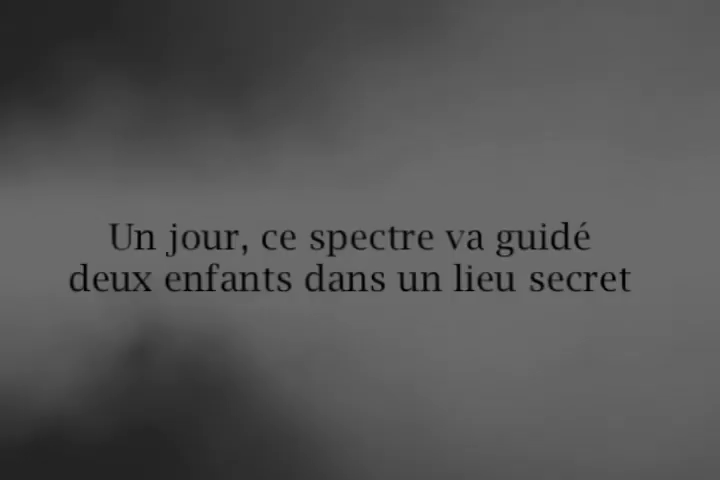 Un jour, ce spectre va guidé
deux enfants dans un lieu secret